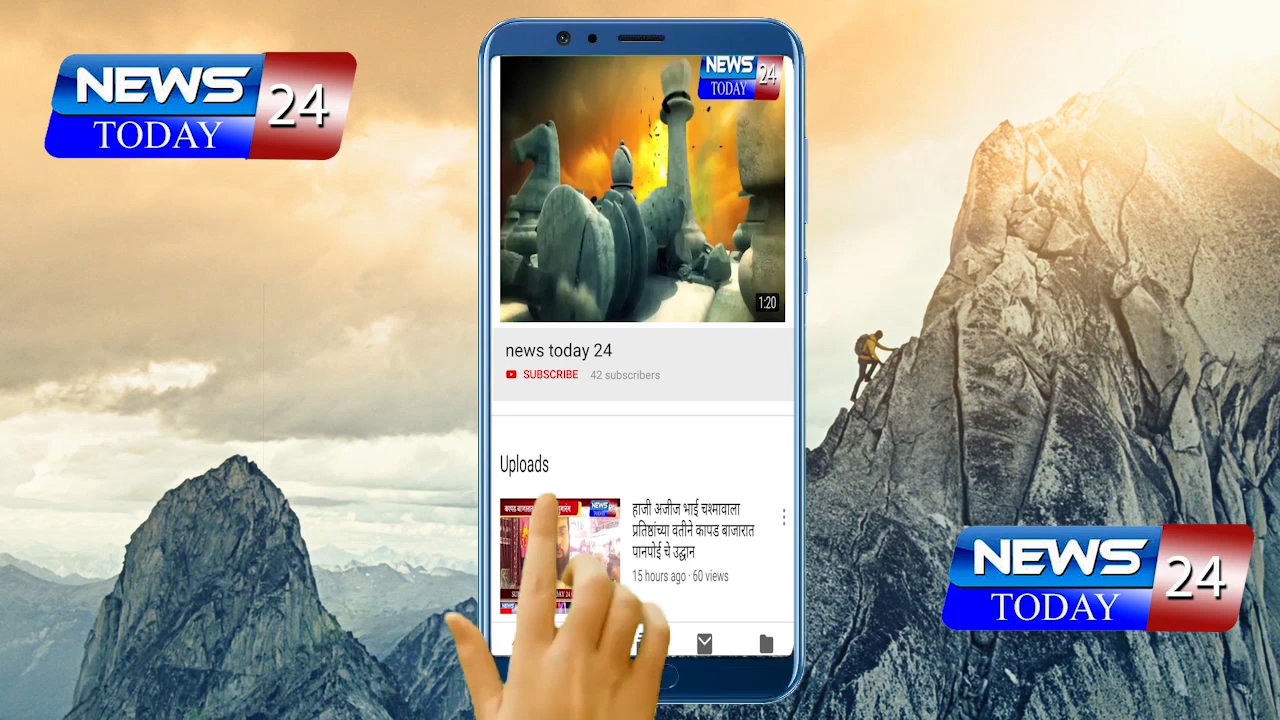 NEWS
24
TODAY
NEWS
24
TODAY
1:20
news today 24
SUBSCRIBE 42 subscribers
Uploads
हाजी अजीज भाई चश्मावाला
प्रतिष्ठांच्या वतीने कापड बाजारात
पानपोई चे उद्घान
15 hours ago · 60 views
NEWS
24
TODAY